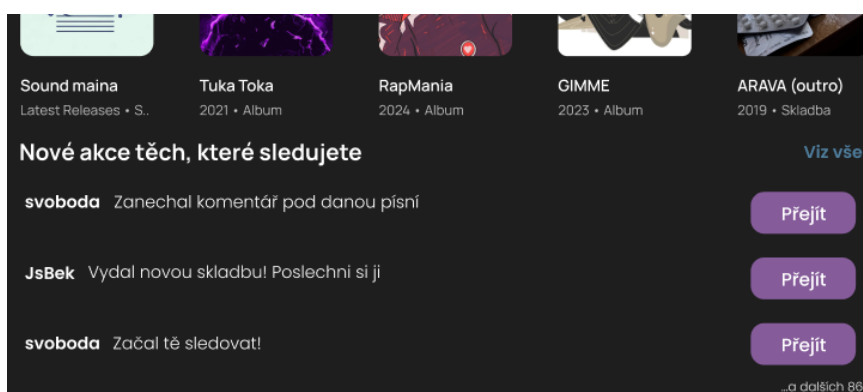 Sound maina
Tuka Toka
RapMania
GIMME
ARAVA (outro)
Latest Releases • S..
2021 • Album
2024 • Album
2023 • Album
2019 • Skladba
Nové akce těch, které sledujete
Viz vše
svoboda Zanechal komentář pod danou písní
Přejít
JsBek Vydal novou skladbu! Poslechni si ji
Přejít
svoboda Začal tě sledovat!
Přejít
...a dalších 86